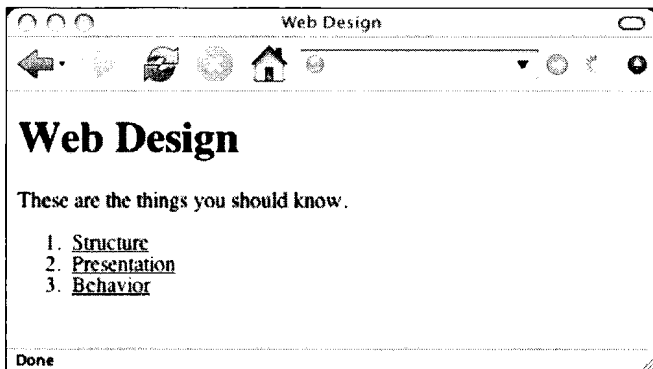 Web Design
Web Design
These are the things you should know.
1. Structure
2. Presentation
3. Behavior
Done